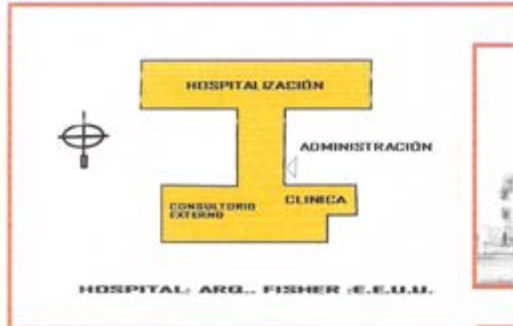 HOSPITALIZACIÓN
ADMINISTRACIÓN
CLINICA
CONSULTORIO
EXTERNO
HOSPITAL: ARQ.. FISHER :E.E.U.U.